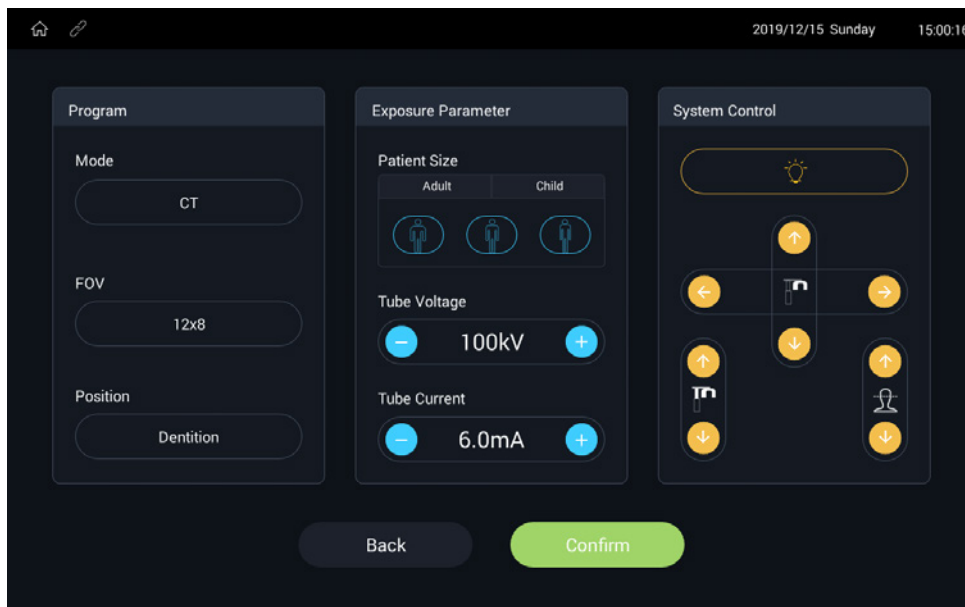 2019/12/15 Sunday 15:00:16
Program
Mode
CT
FOV
12x8
Position
Dentition
Exposure Parameter
Patient Size
Adult Child
Tube Voltage
100kV
Tube Current
6.0mA
System Control
Back
Confirm